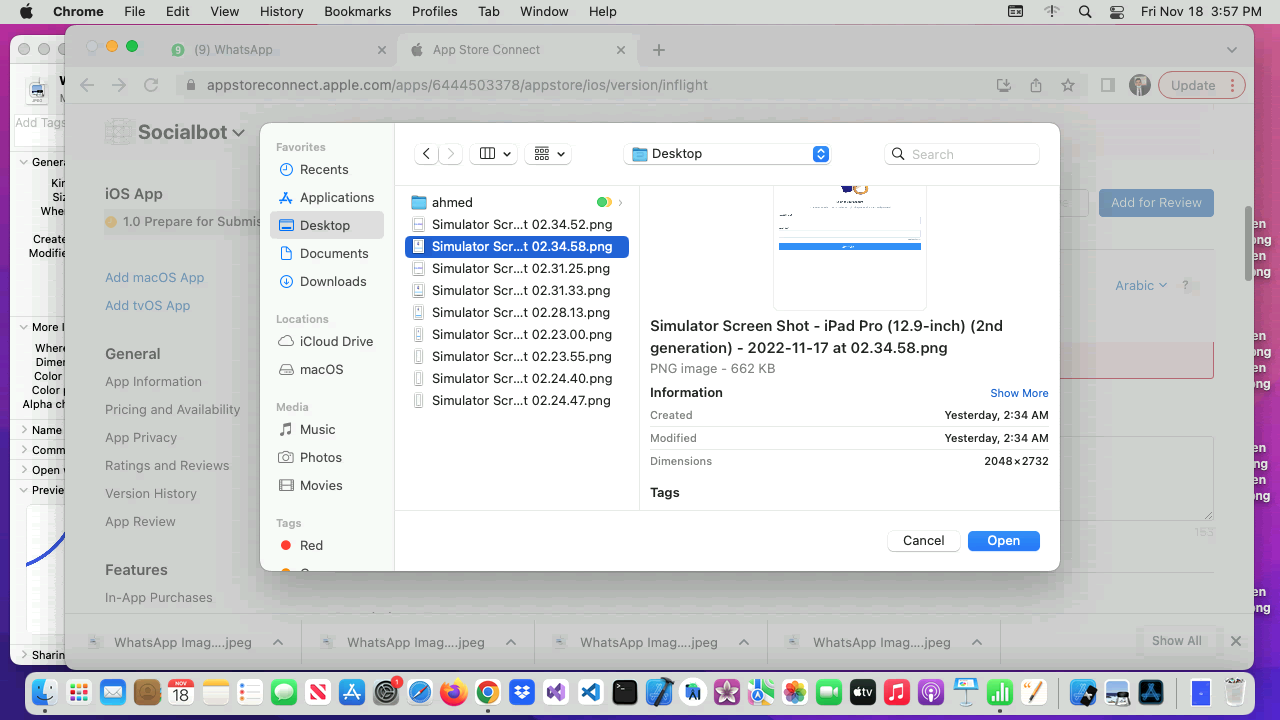 Chrome File Edit View History Bookmarks Profiles Tab Window Help Fri Nov 18 3:57 PM
9 (9) WhatsApp App Store Connect
appstoreconnect.apple.com/apps/6444503378/appstore/ios/version/inflight Update
Add Tags
Socialbot
iOS App
1.0 Prepare for Submis
Add for Review
Add macOS App
Add tvOS App
Arabic ?
General
App Information
Pricing and Availability
App Privacy
Ratings and Reviews
Version History
App Review
Features
In-App Purchases
153
Favorites
Recents
Applications
Desktop
Documents
Downloads
Locations
iCloud Drive
macOS
Media
Music
Photos
Movies
Tags
Red
Desktop
Search
ahmed
Simulator Scr...t 02.34.52.png
Simulator Scr...t 02.34.58.png
Simulator Scr...t 02.31.25.png
Simulator Scr...t 02.31.33.png
Simulator Scr...t 02.28.13.png
Simulator Scr...t 02.23.00.png
Simulator Scr...t 02.23.55.png
Simulator Scr...t 02.24.40.png
Simulator Scr...t 02.24.47.png
Simulator Screen Shot - iPad Pro (12.9-inch) (2nd
generation) - 2022-11-17 at 02.34.58.png
PNG image - 662 KB
Information Show More
Created Yesterday, 2:34 AM
Modified Yesterday, 2:34 AM
Dimensions 2048×2732
Tags
Cancel Open
Genera
Kin
Siz
Wher
Create
Modifie
More I
Where
Dimen
Color
Color p
Alpha ch
Name
Comm
Open w
Previe
Sharin
WhatsApp Imag....jpeg WhatsApp Imag....jpeg WhatsApp Imag....jpeg WhatsApp Imag....jpeg Show All
NOV
18
1
tv